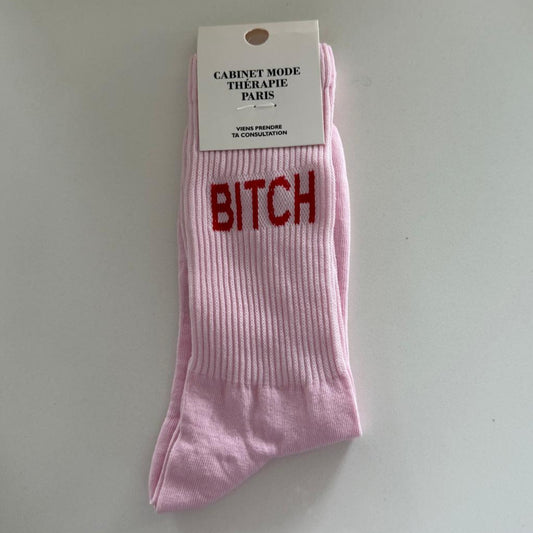 CABINET MODE
THÉRAPIE
PARIS
VIENS PRENDRE
TA CONSULTATION
BITCH